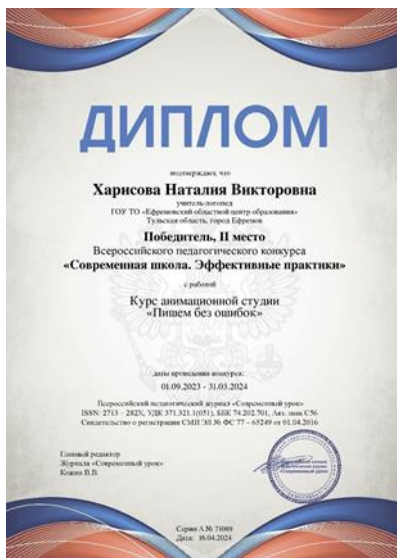 ДИПЛОМ
подтверждает, что
Харисова Наталия Викторовна
учитель-логопед
ГОУ ТО «Ефремовский областной центр образования»
Тульская область, город Ефремов
Победитель, II место
Всероссийского педагогического конкурса
«Современная школа. Эффективные практики»
с работой
Курс анимационной студии
«Пишем без ошибок»
даты проведения конкурса:
01.09.2023 - 31.03.2024
Всероссийский педагогический журнал «Современный урок»
ISSN: 2713 – 282X, УДК 371.321.1(051), ББК 74.202.701, Авт. знак С56
Свидетельство о регистрации СМИ ЭЛ № ФС 77 – 65249 от 01.04.2016
Главный редактор
Журнала «Современный урок»
В.В.
Серия А № 71089
Дата: 16.04.2024